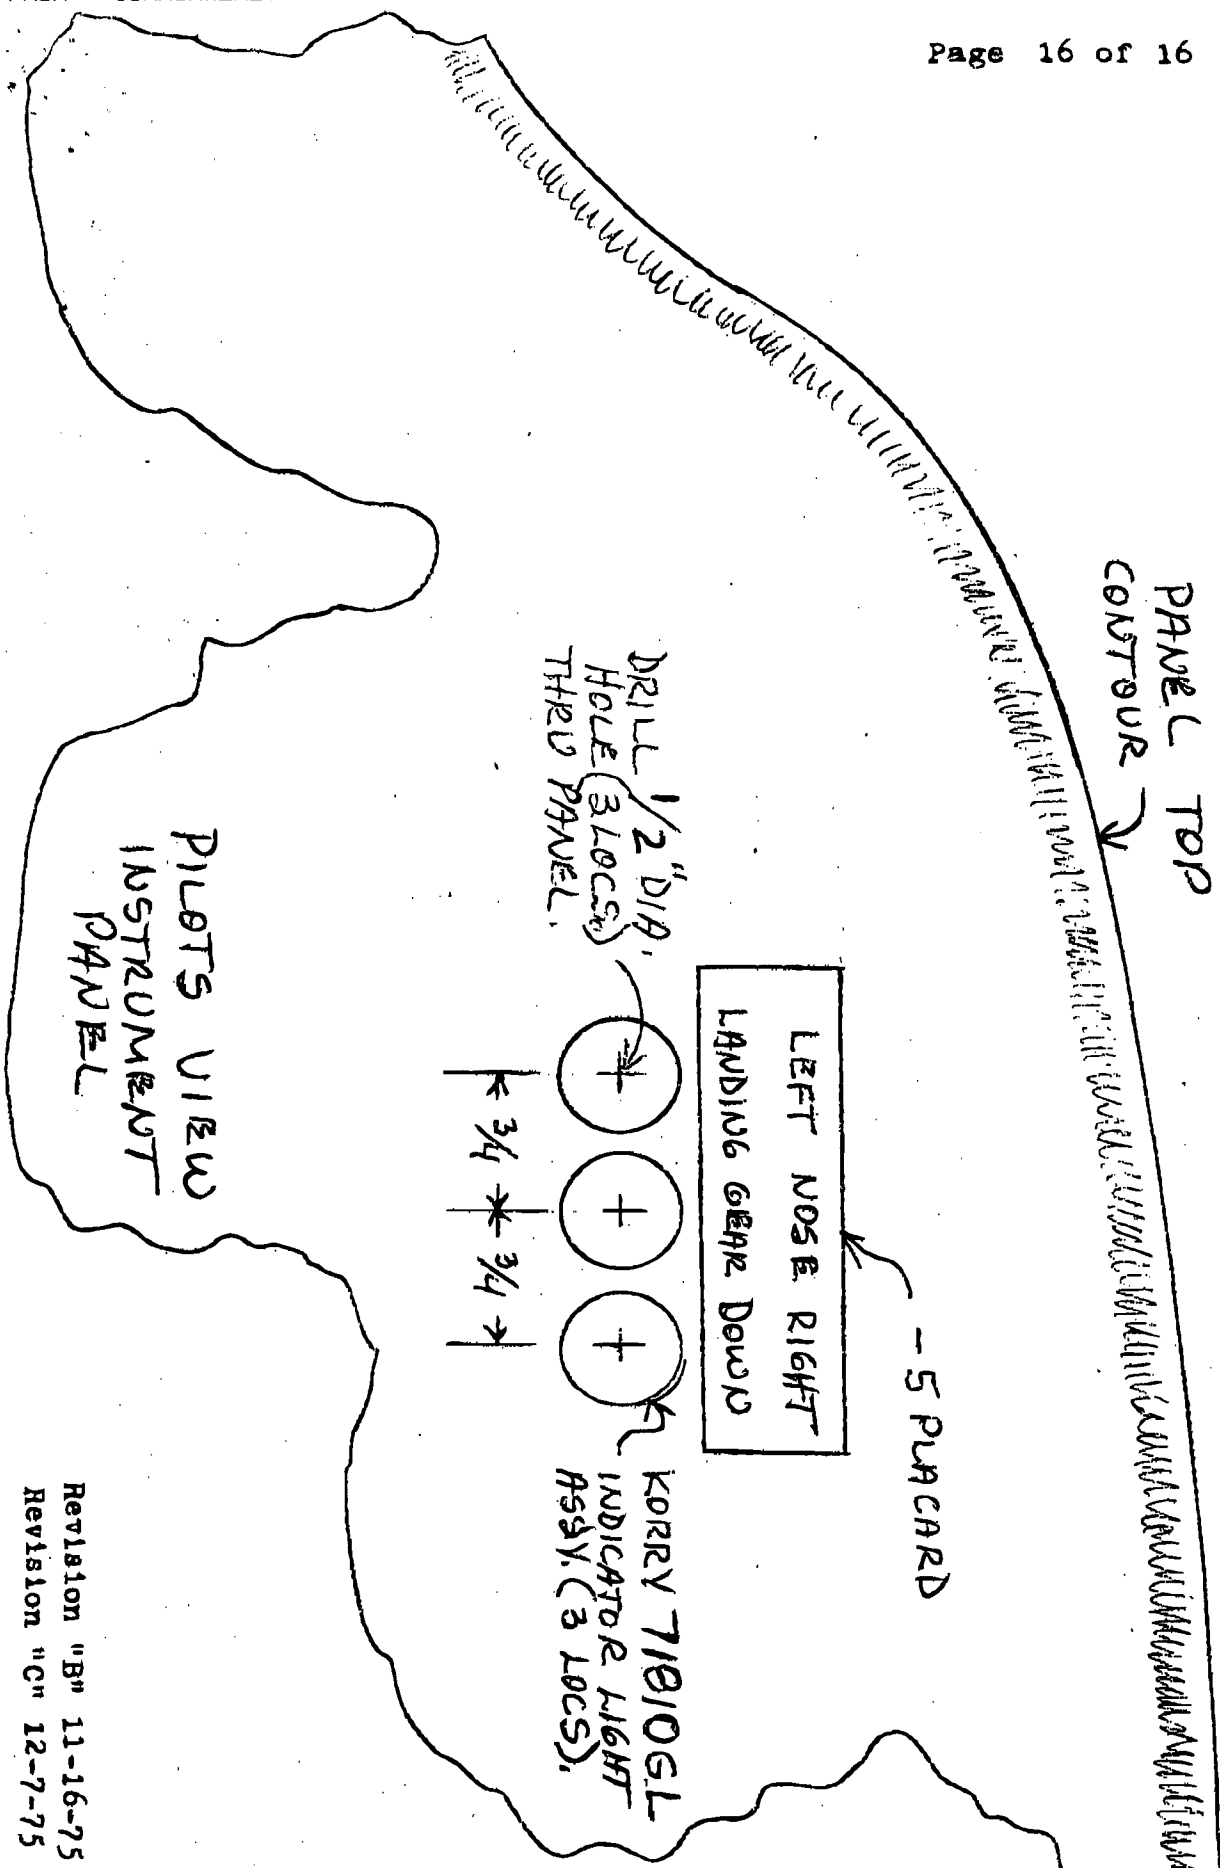 Page 16 of 16
PANEL TOP
CONTOUR
- 5 PLACARD
LEFT NOSE RIGHT
LANDING GEAR DOWN
DRILL 1/2" DIA.
HOLE (3 LOCS.)
THRU PANEL.
3/4
3/4
KORRY 71810GL
INDICATOR LIGHT
ASSY. (3 LOCS).
PILOTS VIEW
INSTRUMENT
PANEL
Revision "B" 11-16-75
Revision "C" 12-7-75